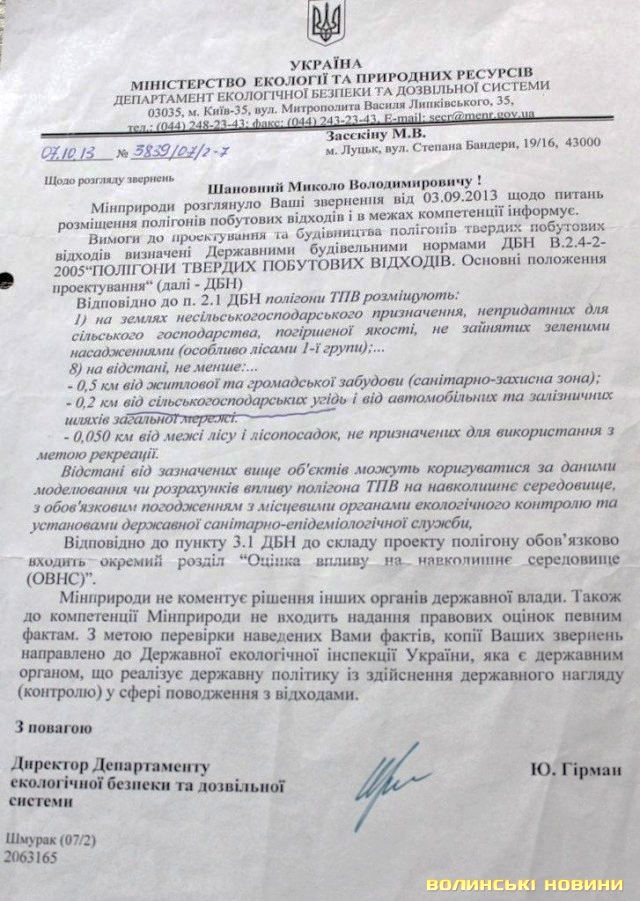 УКРАЇНА
МІНІСТЕРСТВО ЕКОЛОГІЇ ТА ПРИРОДНИХ РЕСУРСІВ
ДЕПАРТАМЕНТ ЕКОЛОГІЧНОЇ БЕЗПЕКИ ТА ДОЗВІЛЬНОЇ СИСТЕМИ
03035, м. Київ-35, вул. Митрополита Василя Липківського, 35,
тел.: (044) 248-23-43; факс: (044) 243-23-43, E-mail: secr@menr.gov.ua
Засєкіну М.В.
07.10.13 № 3839/07/2-7
м. Луцьк, вул. Степана Бандери, 19/16, 43000
Щодо розгляду звернень
Шановний Миколо Володимировичу !
Мінприроди розглянуло Ваші звернення від 03.09.2013 щодо питань
розміщення полігонів побутових відходів і в межах компетенції інформує.
Вимоги до проектування та будівництва полігонів твердих побутових
відходів визначені Державними будівельними нормами ДБН В.2.4-2-
2005“ПОЛІГОНИ ТВЕРДИХ ПОБУТОВИХ ВІДХОДІВ. Основні положення
проектування“ (далі - ДБН)
Відповідно до п. 2.1 ДБН полігони ТПВ розміщують:
1) на землях несільськогосподарського призначення, непридатних для
сільського господарства, погіршеної якості, не зайнятих зеленими
насадженнями (особливо лісами 1-ї групи);...
8) на відстані, не менше:...
- 0,5 км від житлової та громадської забудови (санітарно-захисна зона);
- 0,2 км від сільськогосподарських угідь і від автомобільних та залізничних
шляхів загальної мережі.
- 0,050 км від межі лісу і лісопосадок, не призначених для використання з
метою рекреації.
Відстані від зазначених вище об'єктів можуть коригуватися за даними
моделювання чи розрахунків впливу полігона ТПВ на навколишнє середовище,
з обов'язковим погодженням з місцевими органами екологічного контролю та
установами державної санітарно-епідеміологічної служби,
Відповідно до пункту 3.1 ДБН до складу проекту полігону обов’язково
входить окремий розділ “Оцінка впливу на навколишнє середовище
(ОВНС)”.
Мінприроди не коментує рішення інших органів державної влади. Також
до компетенції Мінприроди не входить надання правових оцінок певним
фактам. З метою перевірки наведених Вами фактів, копії Ваших звернень
направлено до Державної екологічної інспекції України, яка є державним
органом, що реалізує державну політику із здійснення державного нагляду
(контролю) у сфері поводження з відходами.
З повагою
Директор Департаменту
екологічної безпеки та дозвільної
системи
Ю. Гірман
Шмурак (07/2)
2063165
ВОЛИНСЬКІ НОВИНИ